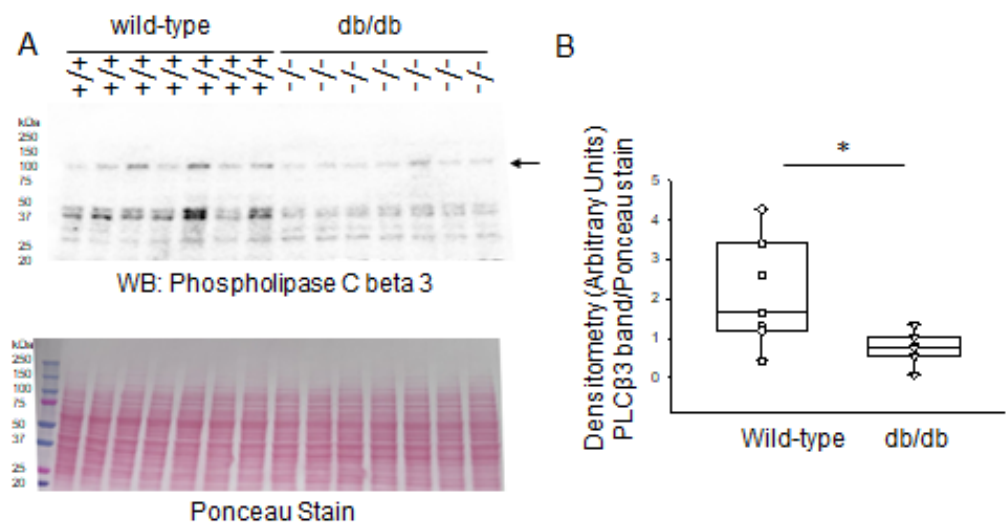 A
wild-type
db/db
+/+ +/+ +/+ +/+ +/+ +/+ +/+ -/- -/- -/- -/- -/- -/- -/-
kDa
250
150
100
75
50
37
25
20
WB: Phospholipase C beta 3
kDa
250
150
100
75
50
37
25
20
Ponceau Stain
B
Densitometry (Arbitrary Units)
PLCβ3 band/Ponceau stain
*
5
4
3
2
1
0
Wild-type
db/db